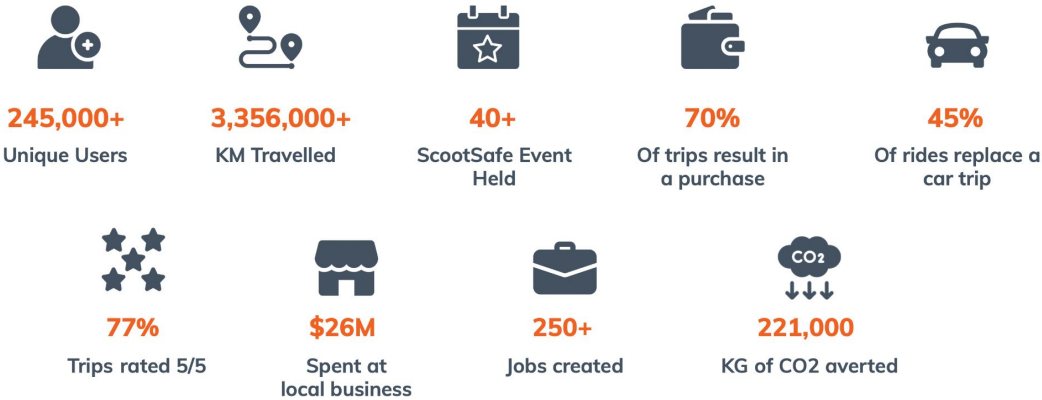 245,000+
3,356,000+
40+
70%
45%
Unique Users
KM Travelled
ScootSafe Event
Held
Of trips result in
a purchase
Of rides replace a
car trip
CO2
77%
$26M
250+
221,000
Trips rated 5/5
Spent at
local business
Jobs created
KG of CO2 averted